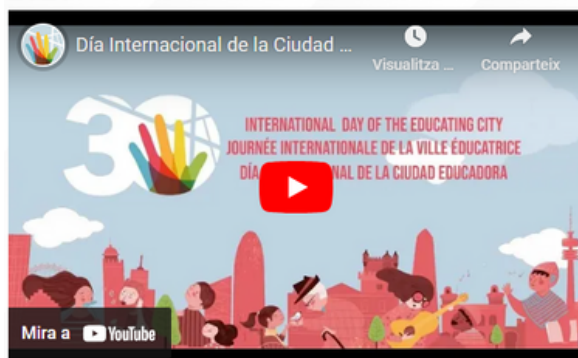 Día Internacional de la Ciudad ...
Visualitza ...
Comparteix
30
INTERNATIONAL DAY OF THE EDUCATING CITY
JOURNÉE INTERNATIONALE DE LA VILLE ÉDUCATRICE
DÍA NAL DE LA CIUDAD EDUCADORA
Mira a YouTube